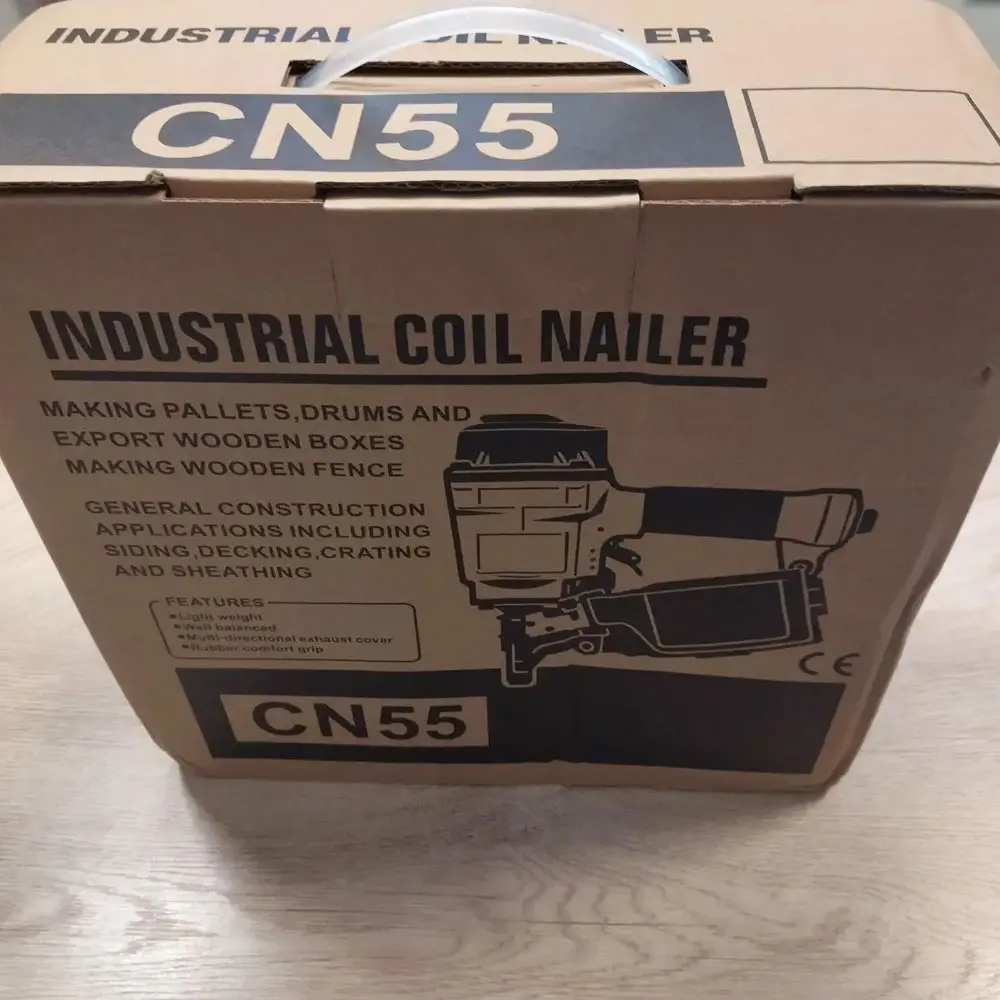 INDUSTRIAL COIL NAILER
CN55
INDUSTRIAL COIL NAILER
MAKING PALLETS,DRUMS AND
EXPORT WOODEN BOXES
MAKING WOODEN FENCE
GENERAL CONSTRUCTION
APPLICATIONS INCLUDING
SIDING,DECKING,CRATING
AND SHEATHING
FEATURES
•Light weight
•Wall balanced
•Multi-directional exhaust cover
•Rubber comfort grip
CE
CN55